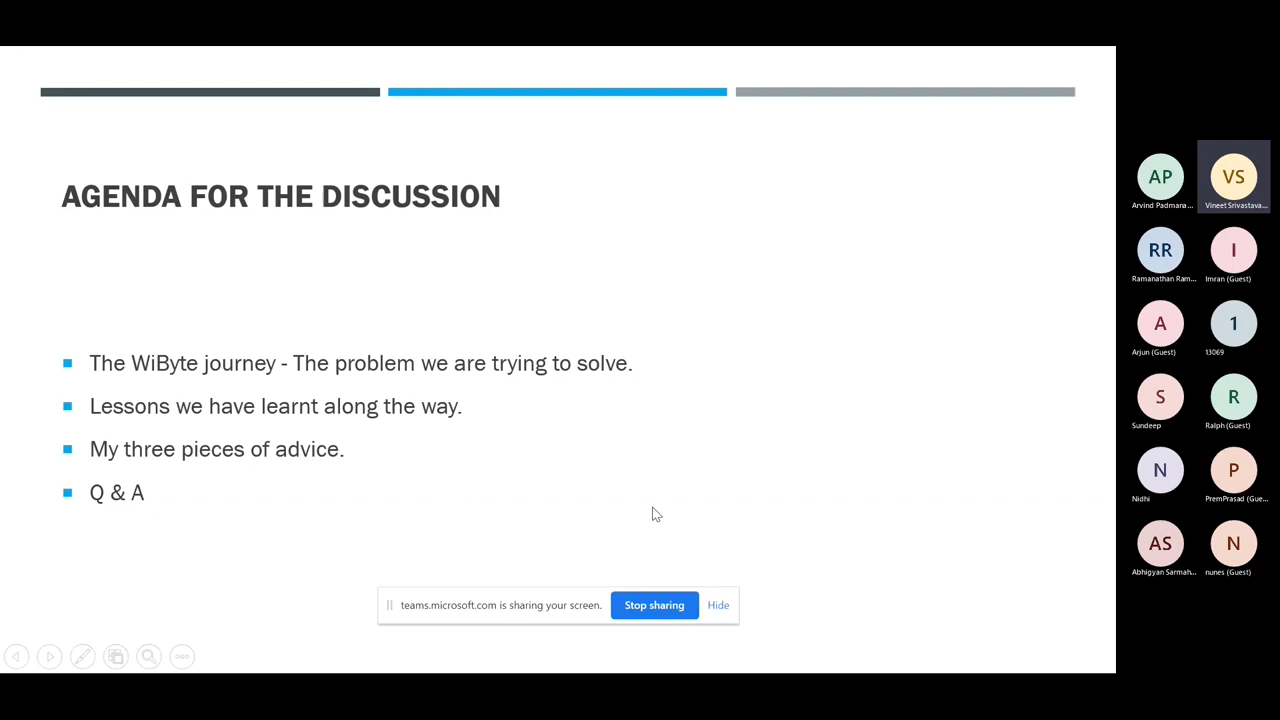 AGENDA FOR THE DISCUSSION
The WiByte journey - The problem we are trying to solve.
Lessons we have learnt along the way.
My three pieces of advice.
Q & A
teams.microsoft.com is sharing your screen.
Stop sharing
Hide
AP
VS
Arvind Padmana...
Vineet Srivastava...
RR
I
Ramanathan Ram...
Imran (Guest)
A
1
Arjun (Guest)
13069
S
R
Sundeep
Ralph (Guest)
N
P
Nidhi
PremPrasad (Gue...
AS
N
Abhigyan Sarmah...
nunes (Guest)